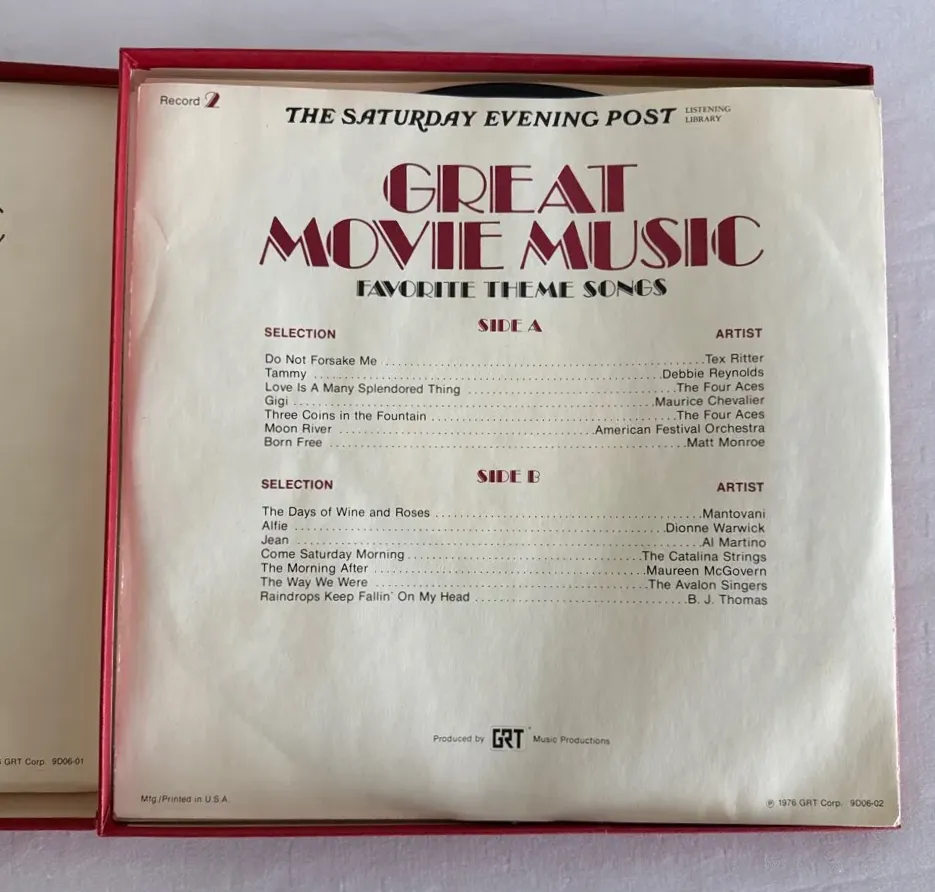 Record 2
THE SATURDAY EVENING POST LISTENING LIBRARY
GREAT
MOVIE MUSIC
FAVORITE THEME SONGS
SIDE A
SELECTION ARTIST
Do Not Forsake Me ........ Tex Ritter
Tammy ........ Debbie Reynolds
Love Is A Many Splendored Thing ........ The Four Aces
Gigi ........ Maurice Chevalier
Three Coins in the Fountain ........ The Four Aces
Moon River ........ American Festival Orchestra
Born Free ........ Matt Monroe
SIDE B
SELECTION ARTIST
The Days of Wine and Roses ........ Mantovani
Alfie ........ Dionne Warwick
Jean ........ Al Martino
Come Saturday Morning ........ The Catalina Strings
The Morning After ........ Maureen McGovern
The Way We Were ........ The Avalon Singers
Raindrops Keep Fallin' On My Head ........ B. J. Thomas
Produced by GRT Music Productions
GRT Corp. 9D06-01
Mfg./Printed in U.S.A.
℗ 1976 GRT Corp. 9D06-02